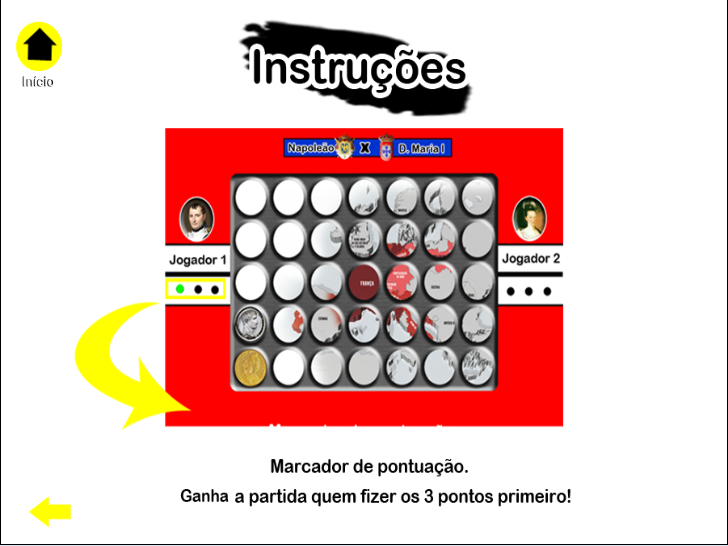 Instruções
Início
Napoleão X D. Maria I
Jogador 1
Jogador 2
FRANÇA
Marcador de pontuação.
Ganha a partida quem fizer os 3 pontos primeiro!